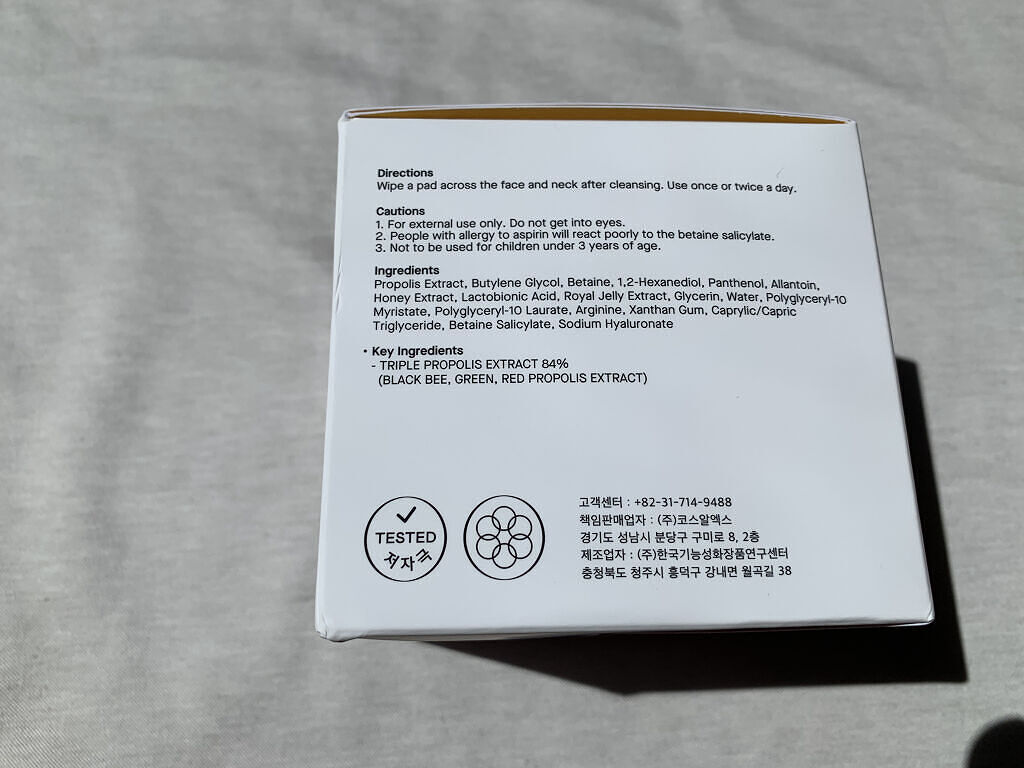 Directions
Wipe a pad across the face and neck after cleansing. Use once or twice a day.
Cautions
1. For external use only. Do not get into eyes.
2. People with allergy to aspirin will react poorly to the betaine salicylate.
3. Not to be used for children under 3 years of age.
Ingredients
Propolis Extract, Butylene Glycol, Betaine, 1,2-Hexanediol, Panthenol, Allantoin,
Honey Extract, Lactobionic Acid, Royal Jelly Extract, Glycerin, Water, Polyglyceryl-10
Myristate, Polyglyceryl-10 Laurate, Arginine, Xanthan Gum, Caprylic/Capric
Triglyceride, Betaine Salicylate, Sodium Hyaluronate
• Key Ingredients
- TRIPLE PROPOLIS EXTRACT 84%
(BLACK BEE, GREEN, RED PROPOLIS EXTRACT)
TESTED
저자극
고객센터 : +82-31-714-9488
책임판매업자 : (주)코스알엑스
경기도 성남시 분당구 구미로 8, 2층
제조업자 : (주)한국기능성화장품연구센터
충청북도 청주시 흥덕구 강내면 월곡길 38